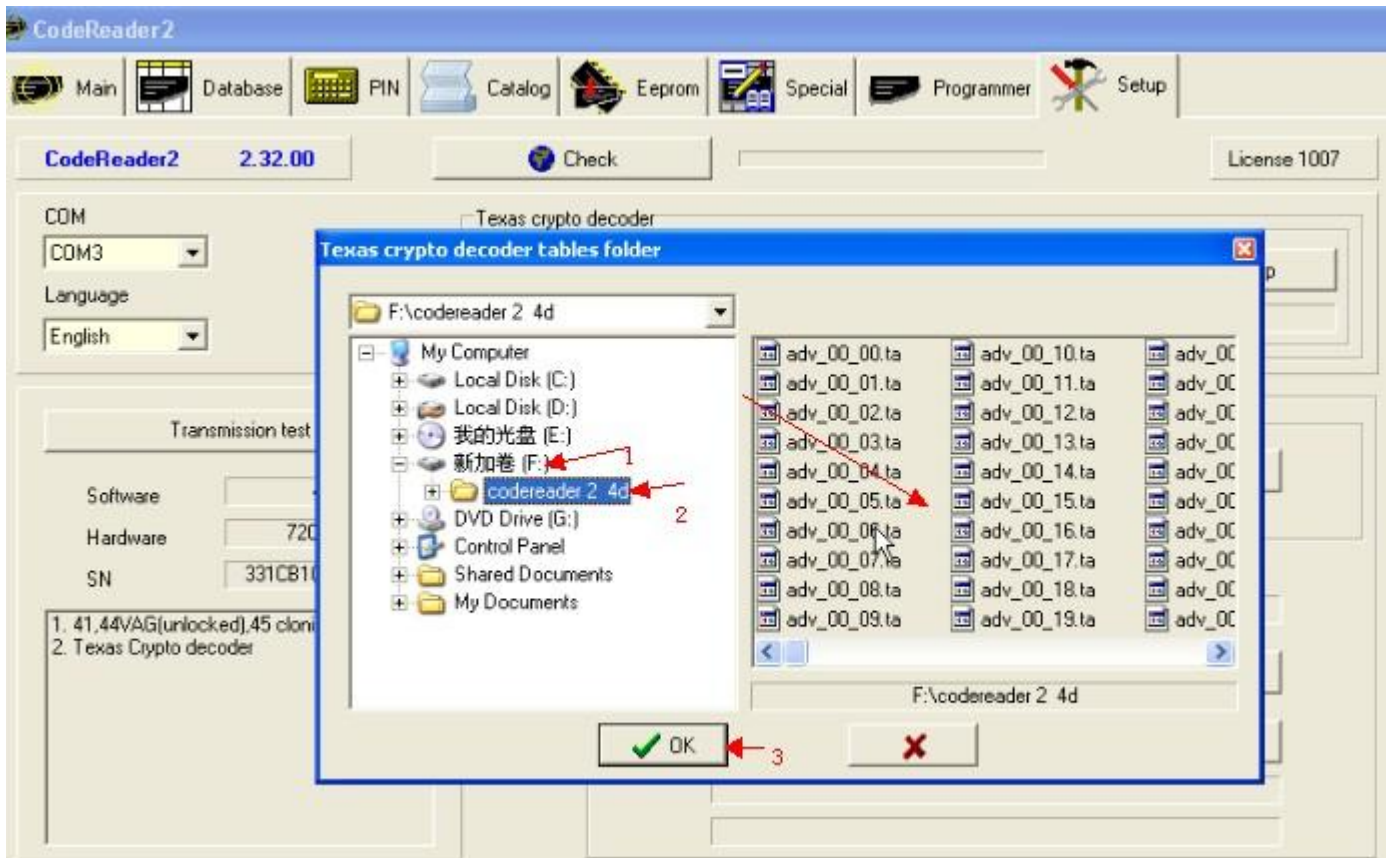 CodeReader2
Main Database PIN Catalog Eeprom Special Programmer Setup
CodeReader2 2.32.00 Check License 1007
COM
COM3
Language
English
Texas crypto decoder
Texas crypto decoder tables folder
F:\codereader 2 4d
My Computer
Local Disk (C:)
Local Disk (D:)
我的光盘 (E:)
新加卷 (F:)
1
codereader 2 4d
2
DVD Drive (G:)
Control Panel
Shared Documents
My Documents
adv_00_00.ta adv_00_10.ta
adv_00_01.ta adv_00_11.ta
adv_00_02.ta adv_00_12.ta
adv_00_03.ta adv_00_13.ta
adv_00_04.ta adv_00_14.ta
adv_00_05.ta adv_00_15.ta
adv_00_06.ta adv_00_16.ta
adv_00_07.ta adv_00_17.ta
adv_00_08.ta adv_00_18.ta
adv_00_09.ta adv_00_19.ta
F:\codereader 2 4d
OK
3
Transmission test
Software
Hardware 720
SN 331CB10
1. 41,44VAG(unlocked),45 cloni
2. Texas Crypto decoder